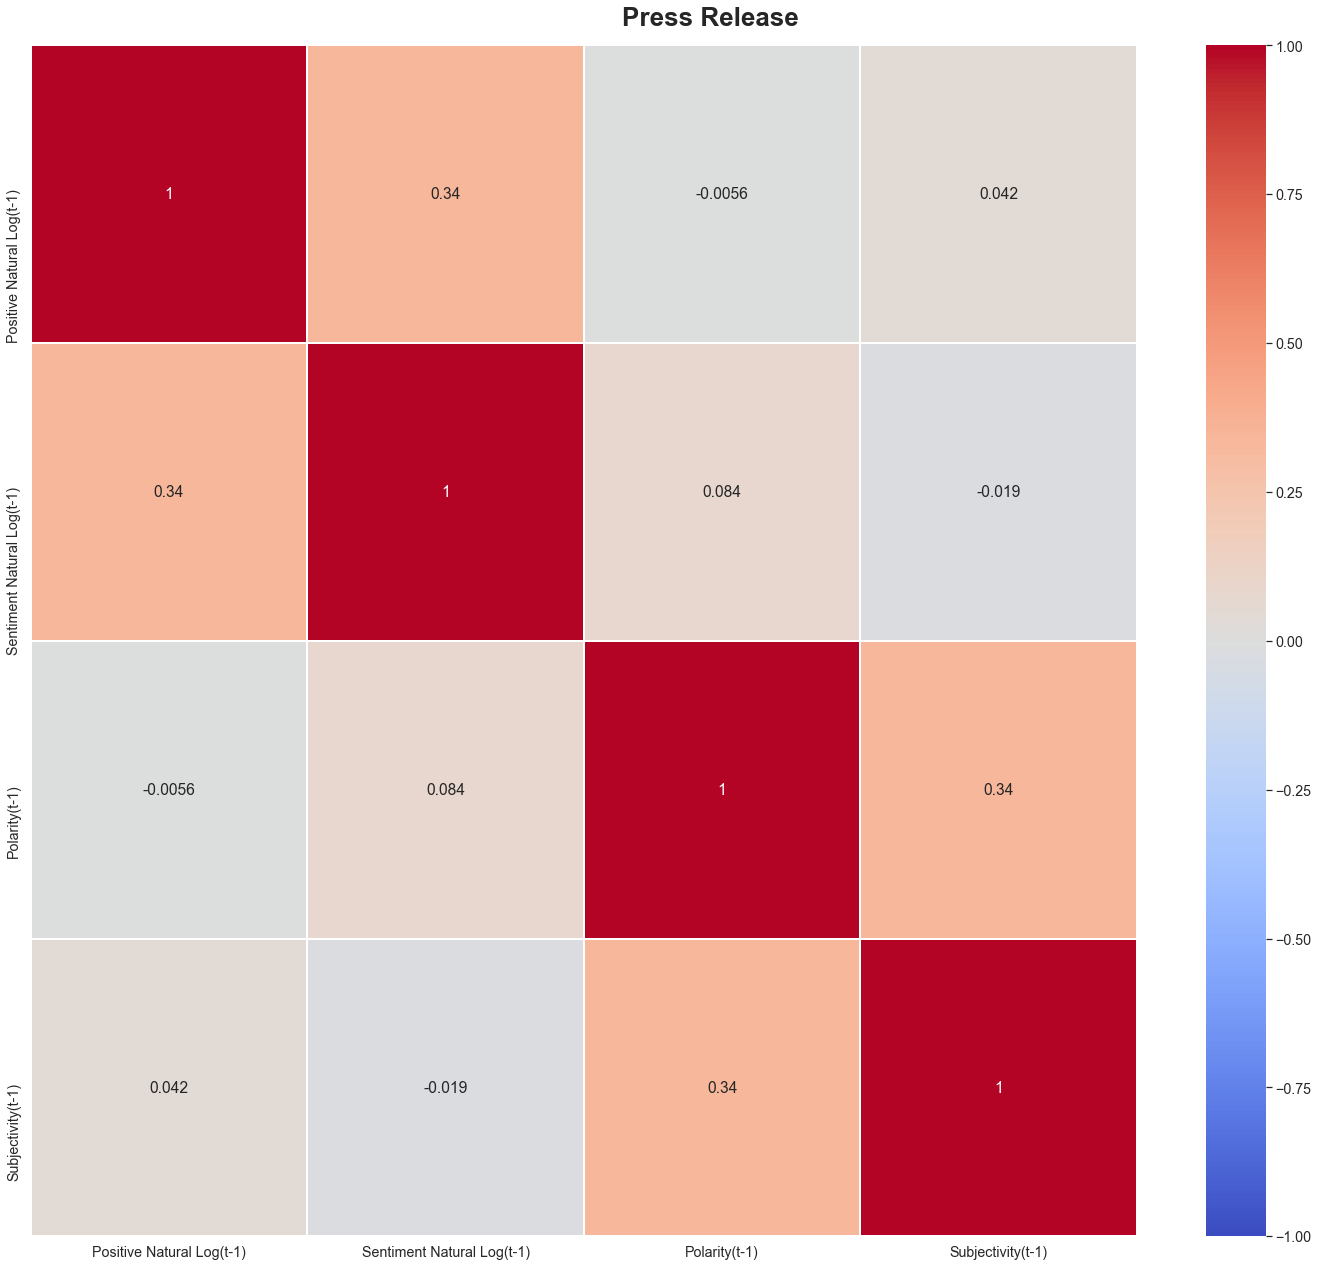 Press Release
Positive Natural Log(t-1)
1
0.34
-0.0056
0.042
Sentiment Natural Log(t-1)
0.34
1
0.084
-0.019
Polarity(t-1)
-0.0056
0.084
1
0.34
Subjectivity(t-1)
0.042
-0.019
0.34
1
Positive Natural Log(t-1)
Sentiment Natural Log(t-1)
Polarity(t-1)
Subjectivity(t-1)
1.00
0.75
0.50
0.25
0.00
−0.25
−0.50
−0.75
−1.00